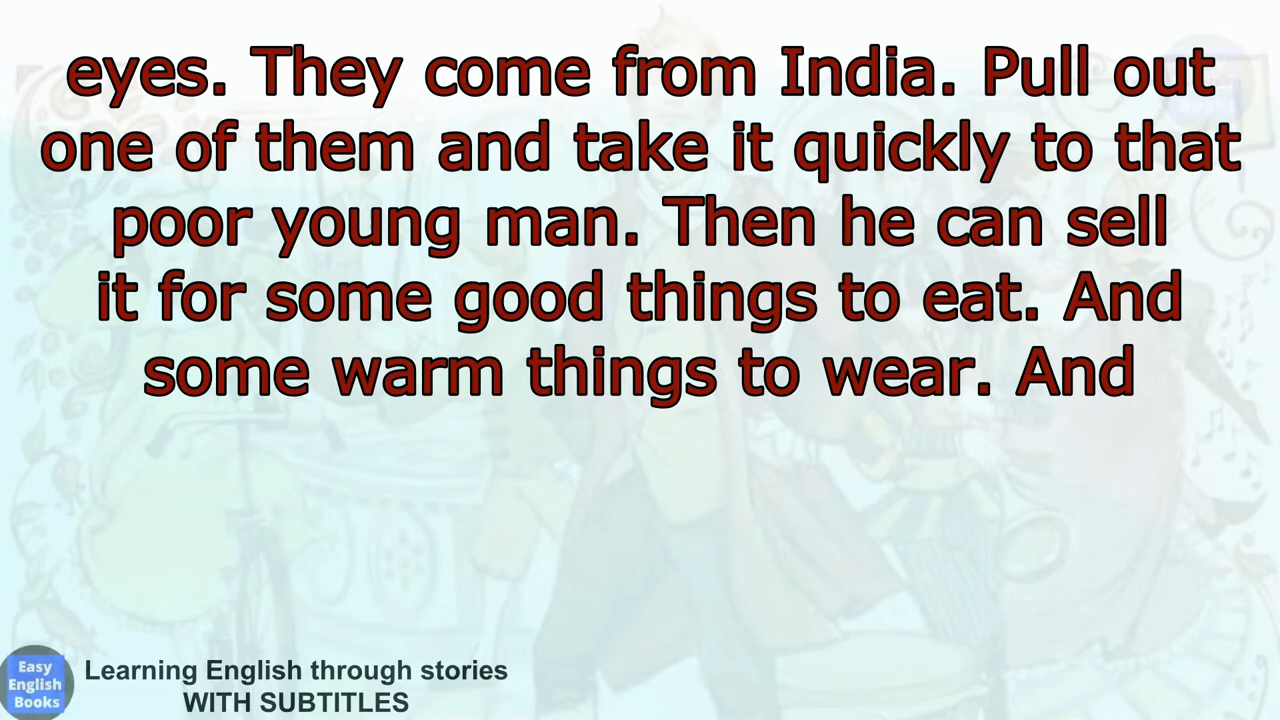 eyes. They come from India. Pull out
one of them and take it quickly to that
poor young man. Then he can sell
it for some good things to eat. And
some warm things to wear. And
Easy
English
Books
Learning English through stories
WITH SUBTITLES